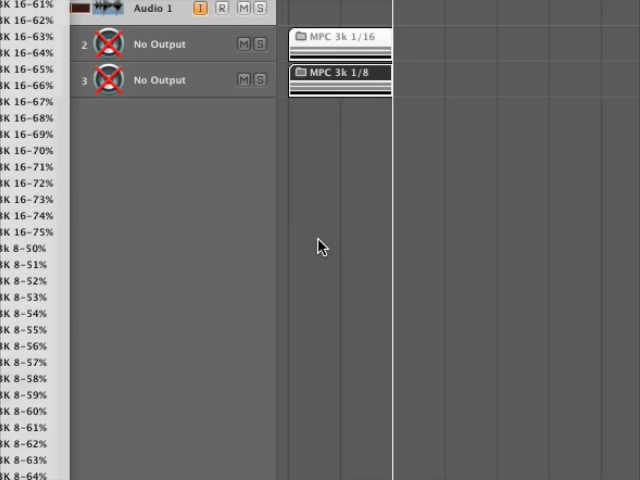 3K 16-61%
3K 16-62%
3K 16-63%
3K 16-64%
3K 16-65%
3K 16-66%
3K 16-67%
3K 16-68%
3K 16-69%
3K 16-70%
3K 16-71%
3K 16-72%
3K 16-73%
3K 16-74%
3K 16-75%
3k 8-50%
3K 8-51%
3K 8-52%
3K 8-53%
3K 8-54%
3K 8-55%
3K 8-56%
3K 8-57%
3K 8-58%
3K 8-59%
3K 8-60%
3K 8-61%
3K 8-62%
3K 8-63%
3K 8-64%
Audio 1 I R M S
2 No Output M S
3 No Output M S
MPC 3k 1/16
MPC 3k 1/8